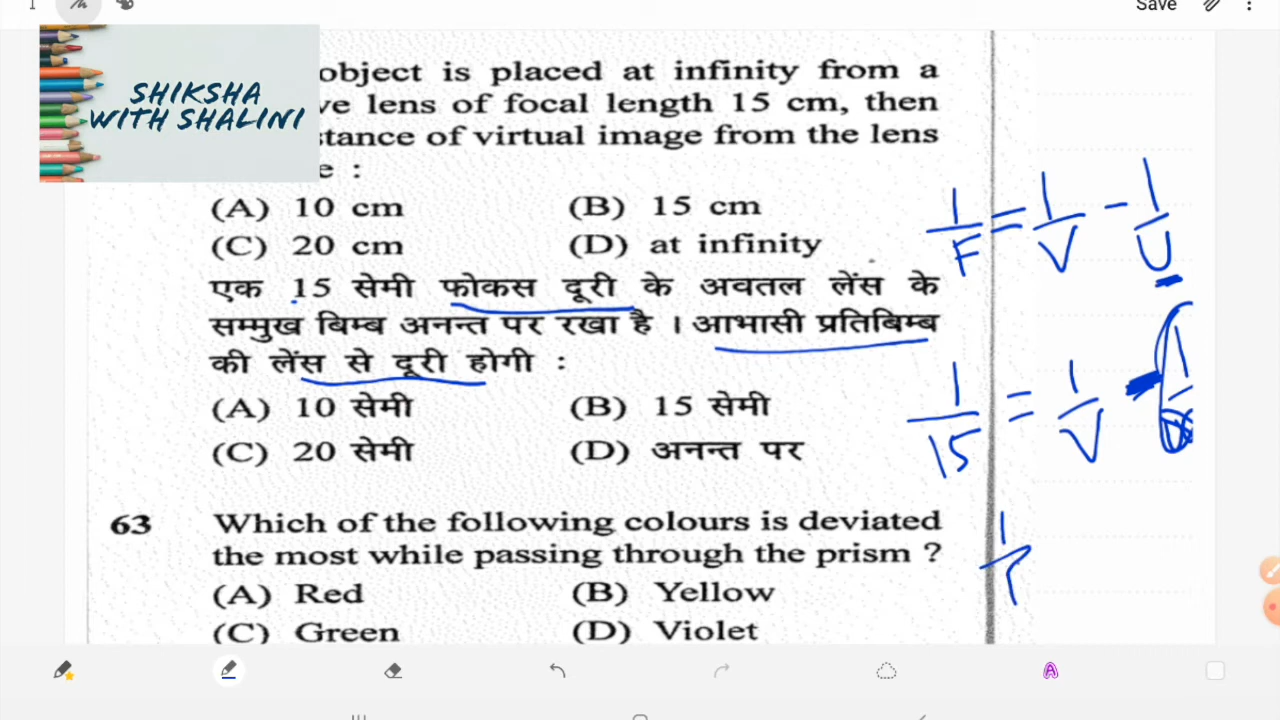 Save
SHIKSHA
WITH SHALINI
object is placed at infinity from a
ve lens of focal length 15 cm, then
stance of virtual image from the lens
e :
(A) 10 cm (B) 15 cm
(C) 20 cm (D) at infinity
एक 15 सेमी फोकस दूरी के अवतल लेंस के
सम्मुख बिम्ब अनन्त पर रखा है । आभासी प्रतिबिम्ब
की लेंस से दूरी होगी :
(A) 10 सेमी (B) 15 सेमी
(C) 20 सेमी (D) अनन्त पर
1/F = 1/V - 1/U
1/15 = 1/V -
63 Which of the following colours is deviated
the most while passing through the prism ?
(A) Red (B) Yellow
(C) Green (D) Violet